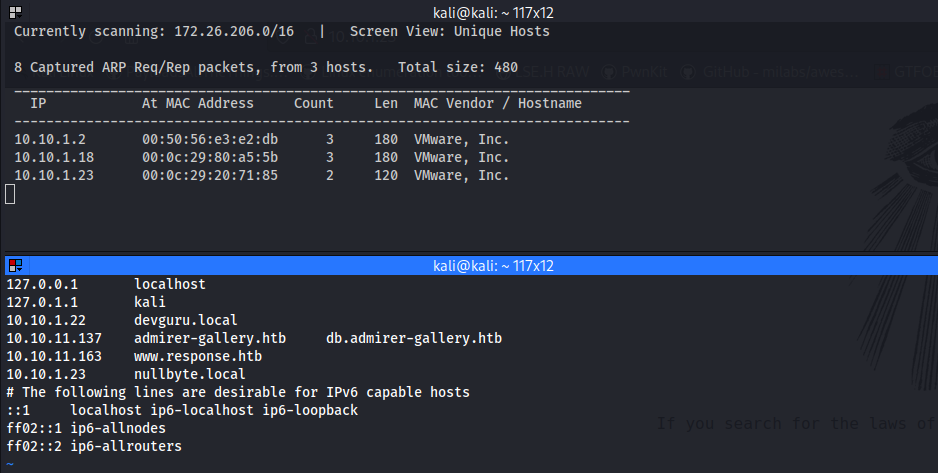 kali@kali: ~ 117x12
Currently scanning: 172.26.206.0/16   |   Screen View: Unique Hosts
8 Captured ARP Req/Rep packets, from 3 hosts.   Total size: 480
_____________________________________________________________________________
IP            At MAC Address     Count     Len  MAC Vendor / Hostname
-----------------------------------------------------------------------------
10.10.1.2       00:50:56:e3:e2:db      3     180  VMware, Inc.
10.10.1.18      00:0c:29:80:a5:5b      3     180  VMware, Inc.
10.10.1.23      00:0c:29:20:71:85      2     120  VMware, Inc.
kali@kali: ~ 117x12
127.0.0.1       localhost
127.0.1.1       kali
10.10.1.22      devguru.local
10.10.11.137    admirer-gallery.htb     db.admirer-gallery.htb
10.10.11.163    www.response.htb
10.10.1.23      nullbyte.local
# The following lines are desirable for IPv6 capable hosts
::1     localhost ip6-localhost ip6-loopback
ff02::1 ip6-allnodes
ff02::2 ip6-allrouters
~
If you search for the laws of